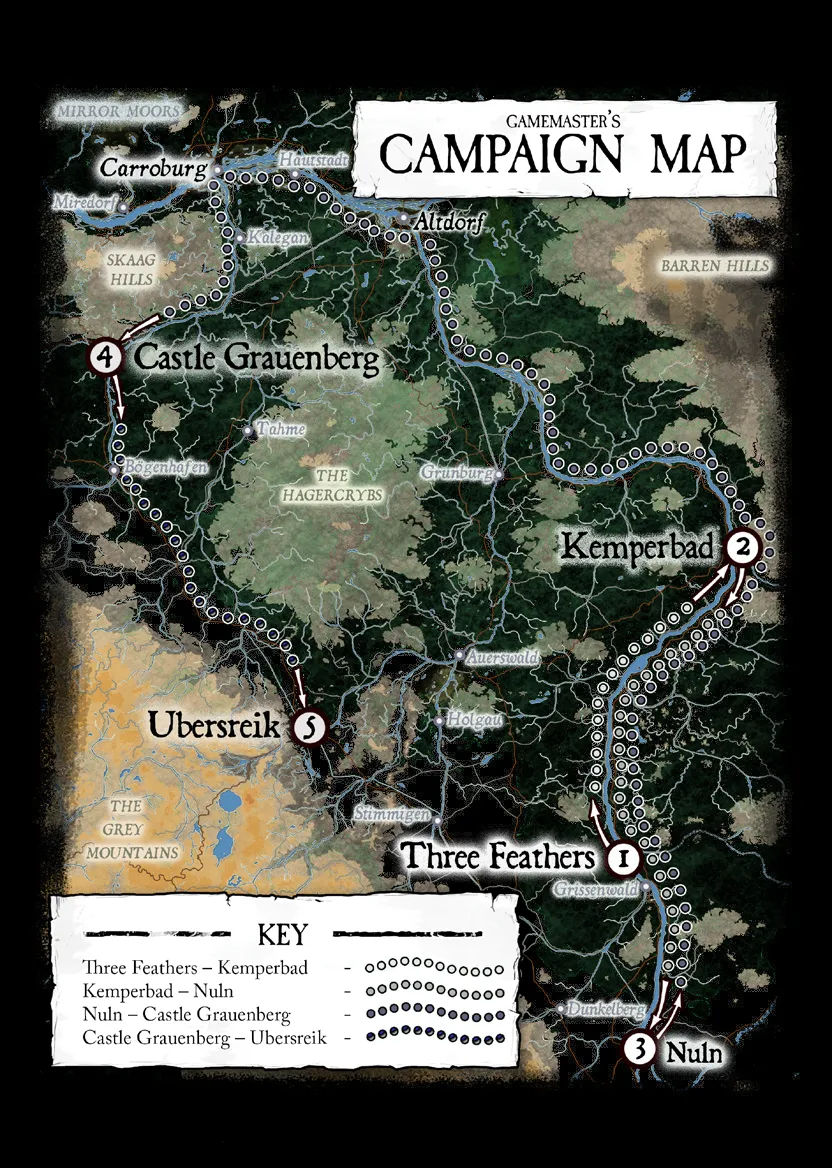 MIRROR MOORS
GAMEMASTER'S
CAMPAIGN MAP
Carroburg
Hautstadt
Miredorf
Altdorf
Kalegan
SKAAG
HILLS
BARREN HILLS
4
Castle Grauenberg
Tahme
Bögenhafen
Grunburg
THE
HAGERCRYBS
Kemperbad
2
Auerswald
Ubersreik
5
Holgau
THE
GREY
MOUNTAINS
Stimmigen
Three Feathers
1
Grissenwald
KEY
Three Feathers – Kemperbad -
Kemperbad – Nuln -
Nuln – Castle Grauenberg -
Castle Grauenberg – Ubersreik -
Dunkelberg
3
Nuln